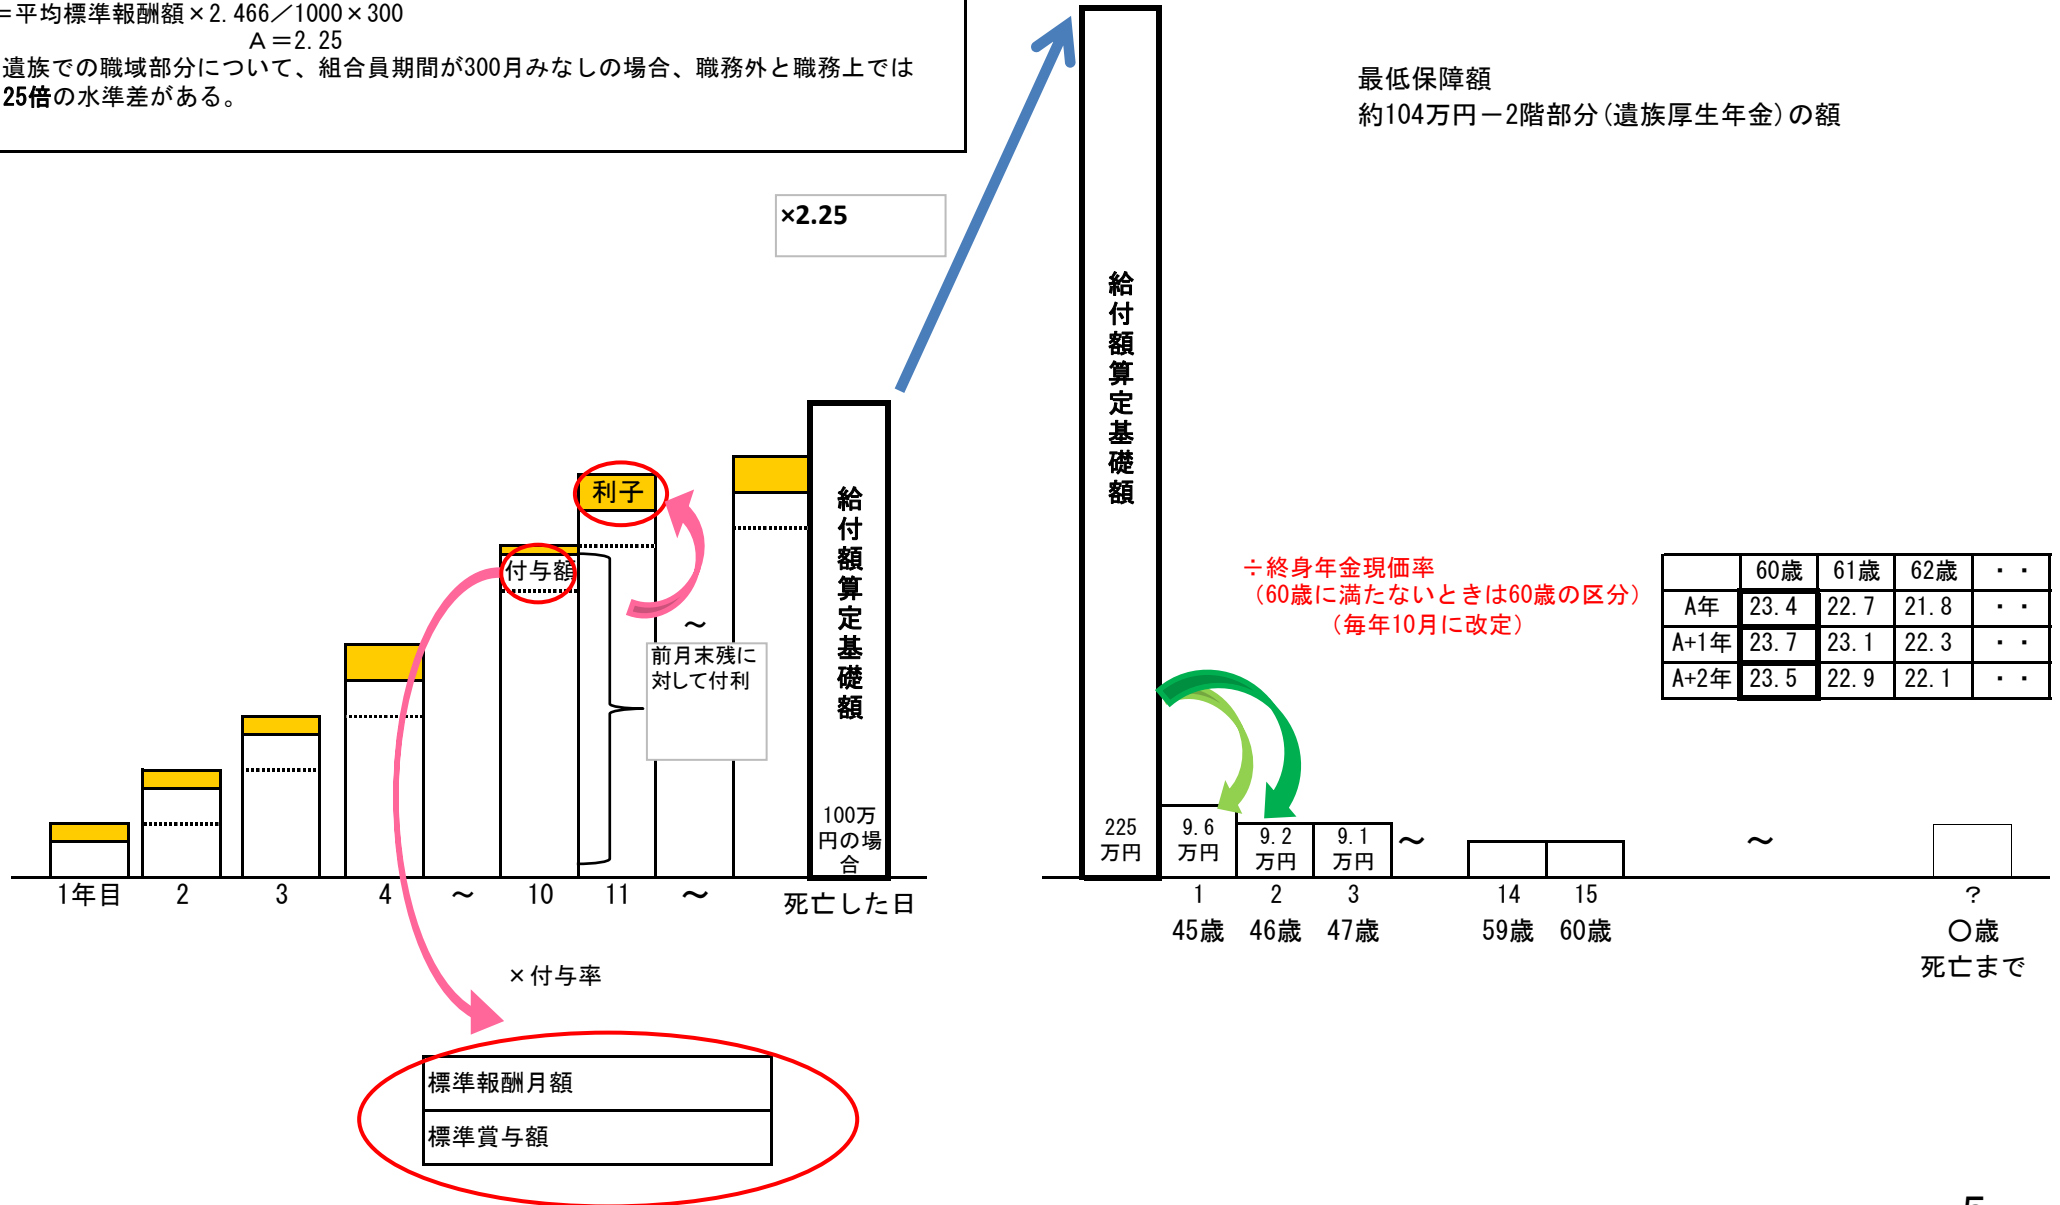 ＝平均標準報酬額×2.466／1000×300
Ａ＝2.25
遺族での職域部分について、組合員期間が300月みなしの場合、職務外と職務上では
25倍の水準差がある。
最低保障額
約104万円－2階部分(遺族厚生年金)の額
×2.25
給付額算定基礎額
利子
付与額
～
前月末残に
対して付利
給付額算定基礎額
100万
円の場
合
÷終身年金現価率
（60歳に満たないときは60歳の区分）
（毎年10月に改定）
60歳 61歳 62歳 ・・
A年 23.4 22.7 21.8 ・・
A+1年 23.7 23.1 22.3 ・・
A+2年 23.5 22.9 22.1 ・・
225
万円
9.6
万円
9.2
万円
9.1
万円
～
～
1年目 2 3 4 ～ 10 11 ～ 死亡した日
1 2 3 14 15 ?
45歳 46歳 47歳 59歳 60歳 〇歳
死亡まで
×付与率
標準報酬月額
標準賞与額